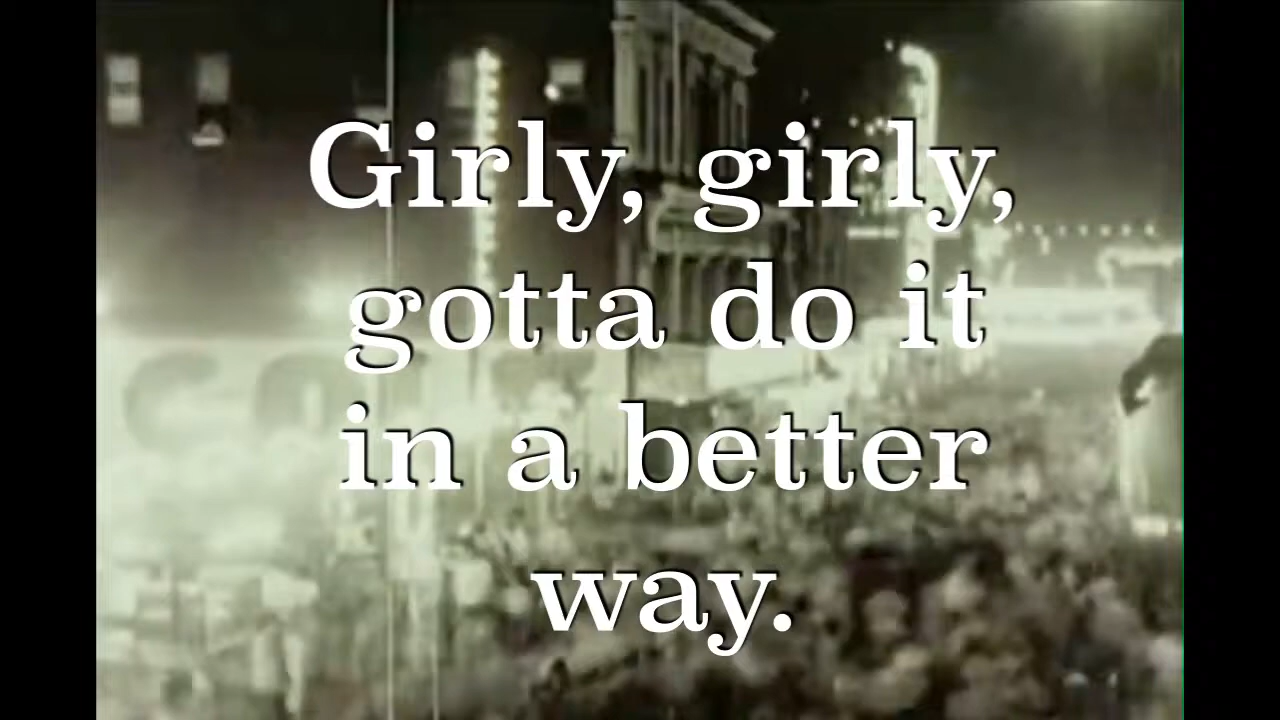 Girly, girly,
gotta do it
in a better
way.